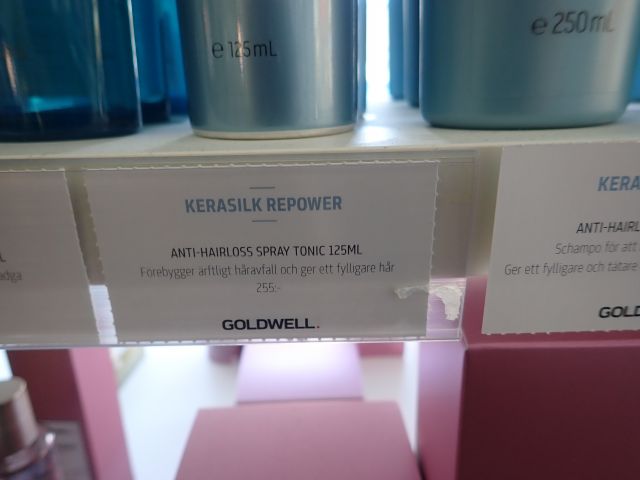 e 125mL
e 250mL
L
adga
KERASILK REPOWER
ANTI-HAIRLOSS SPRAY TONIC 125ML
Förebygger ärftligt håravfall och ger ett fylligare hår
255:-
GOLDWELL.
KERA
ANTI-HAIRL
Schampo för att
Ger ett fylligare och tätare
GOLD